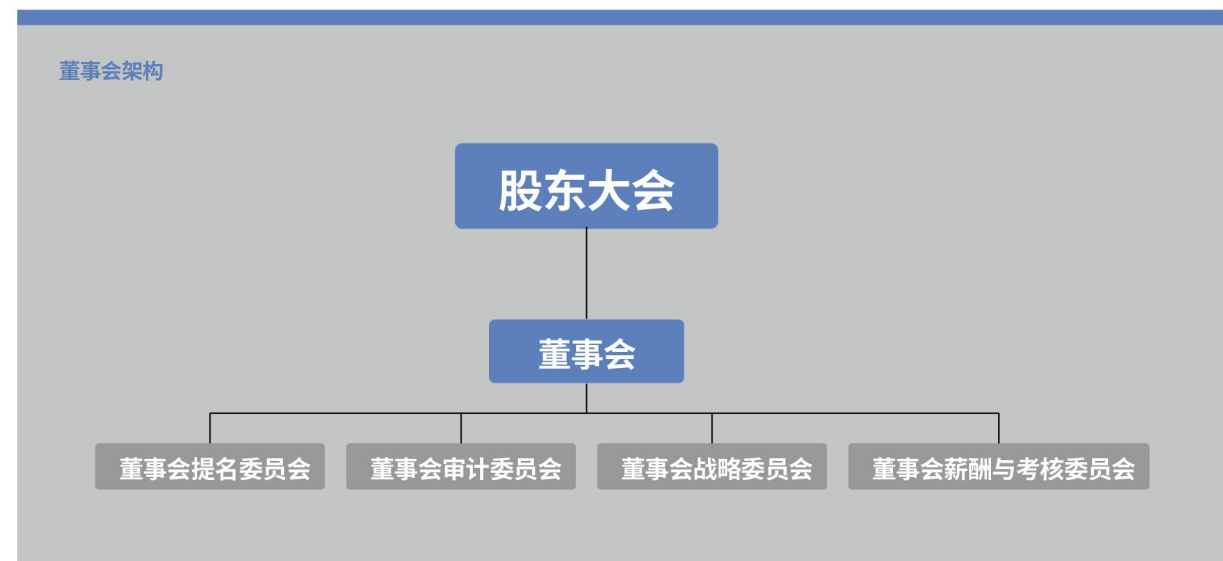 董事会架构
股东大会
董事会
董事会提名委员会
董事会审计委员会
董事会战略委员会
董事会薪酬与考核委员会